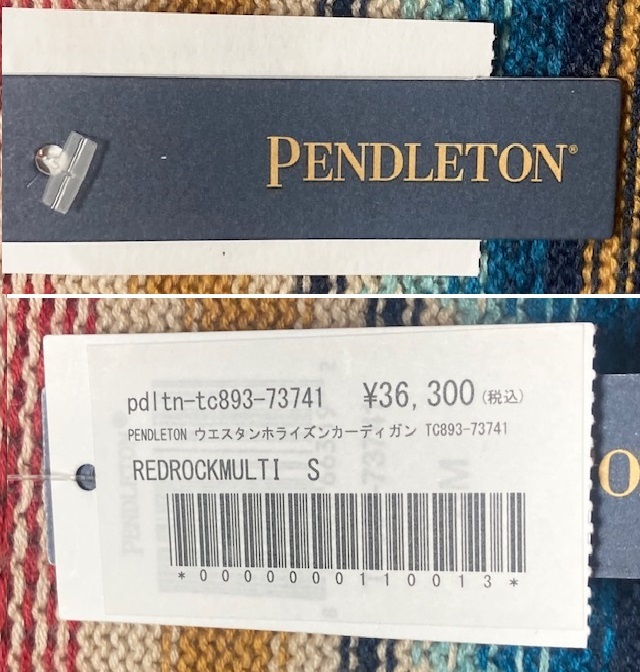 PENDLETON®
pdltn-tc893-73741 ¥36,300(税込)
PENDLETON ウエスタンホライズンカーディガン TC893-73741
REDROCKMULTI S
*0000000110013*
O